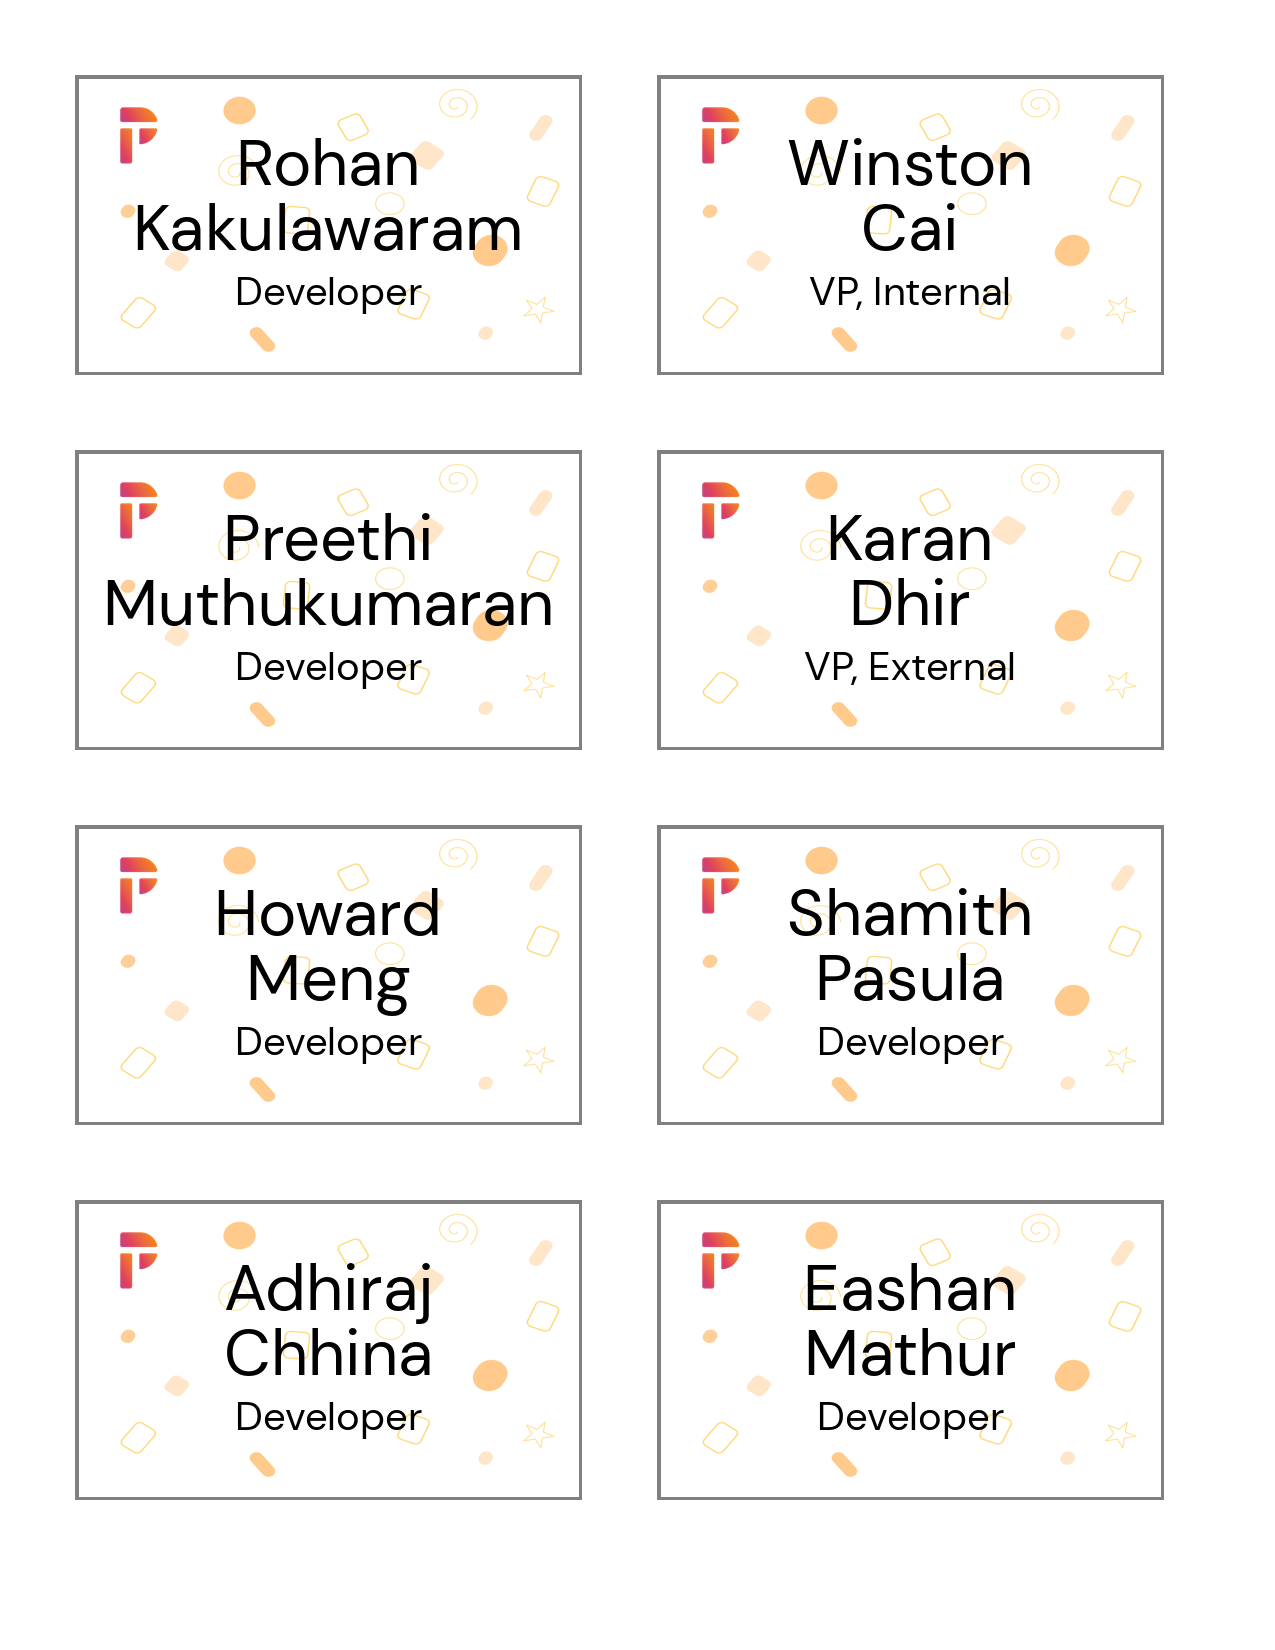 Rohan
Kakulawaram
Developer
Winston
Cai
VP, Internal
Preethi
Muthukumaran
Developer
Karan
Dhir
VP, External
Howard
Meng
Developer
Shamith
Pasula
Developer
Adhiraj
Chhina
Developer
Eashan
Mathur
Developer